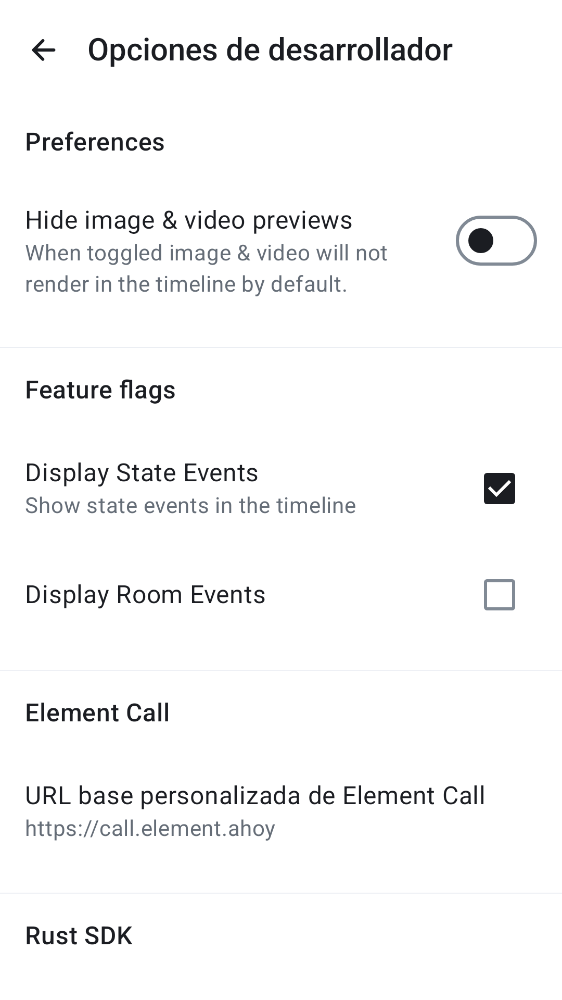 Opciones de desarrollador
Preferences
Hide image & video previews
When toggled image & video will not
render in the timeline by default.
Feature flags
Display State Events
Show state events in the timeline
Display Room Events
Element Call
URL base personalizada de Element Call
https://call.element.ahoy
Rust SDK